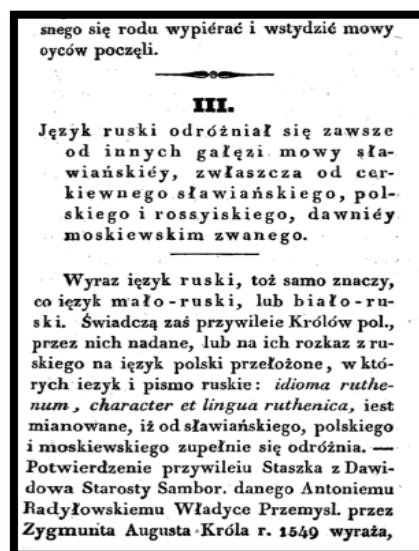 snego się rodu wypiérać i wstydzić mowy
oyców poczęli.
III.
Język ruski odróżniał się zawsze
od innych gałęzi mowy sła-
wiańskiéy, zwłaszcza od cer-
kiewnego sławiańskiego, pol-
skiego i rossyiskiego, dawniéy
moskiewskim zwanego.
Wyraz ięzyk ruski, toż samo znaczy,
co ięzyk mało-ruski, lub biało-ru-
ski. Świadczą zaś przywileie Królów pol.,
przez nich nadane, lub na ich rozkaz z ru-
skiego na ięzyk polski przełożone, w któ-
rych iezyk i pismo ruskie: idioma ruthe-
num, character et lingua ruthenica, iest
mianowane, iż od sławiańskiego, polskiego
i moskiewskiego zupełnie się odróżnia. —
Potwierdzenie przywileiu Staszka z Dawi-
dowa Starosty Sambor. danego Antoniemu
Radyłowskiemu Władyce Przemysl. przez
Zygmunta Augusta Króla r. 1549 wyraża,